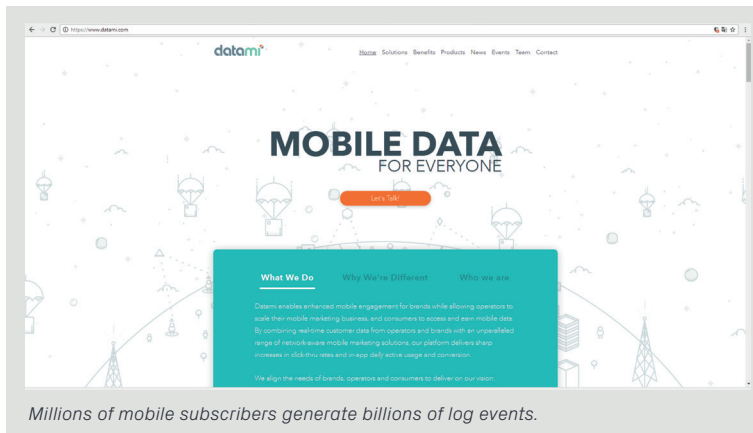 https://www.datami.com
datami
Home Solutions Benefits Products News Events Team Contact
MOBILE DATA
FOR EVERYONE
Let's Talk!
What We Do Why We're Different Who we are
Datami enables enhanced mobile engagement for brands while allowing operators to
scale their mobile marketing business, and consumers to access and earn mobile data.
By combining real-time customer data from operators and brands with an unparalleled
range of network-aware mobile marketing solutions, our platform delivers sharp
increases in click-thru rates and in-app daily active usage and conversion.
We align the needs of brands, operators and consumers to deliver on our vision:
Millions of mobile subscribers generate billions of log events.